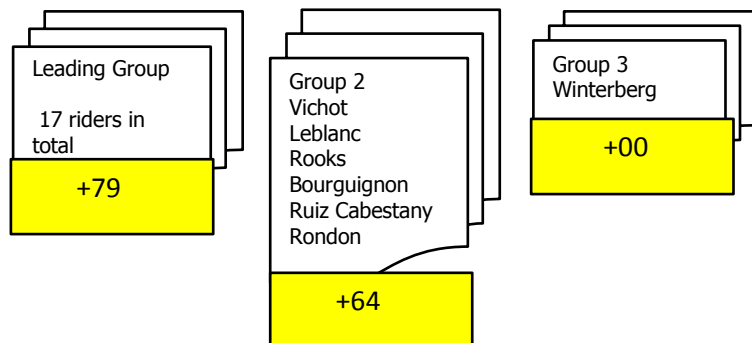 Leading Group
17 riders in
total
+79
Group 2
Vichot
Leblanc
Rooks
Bourguignon
Ruiz Cabestany
Rondon
+64
Group 3
Winterberg
+00